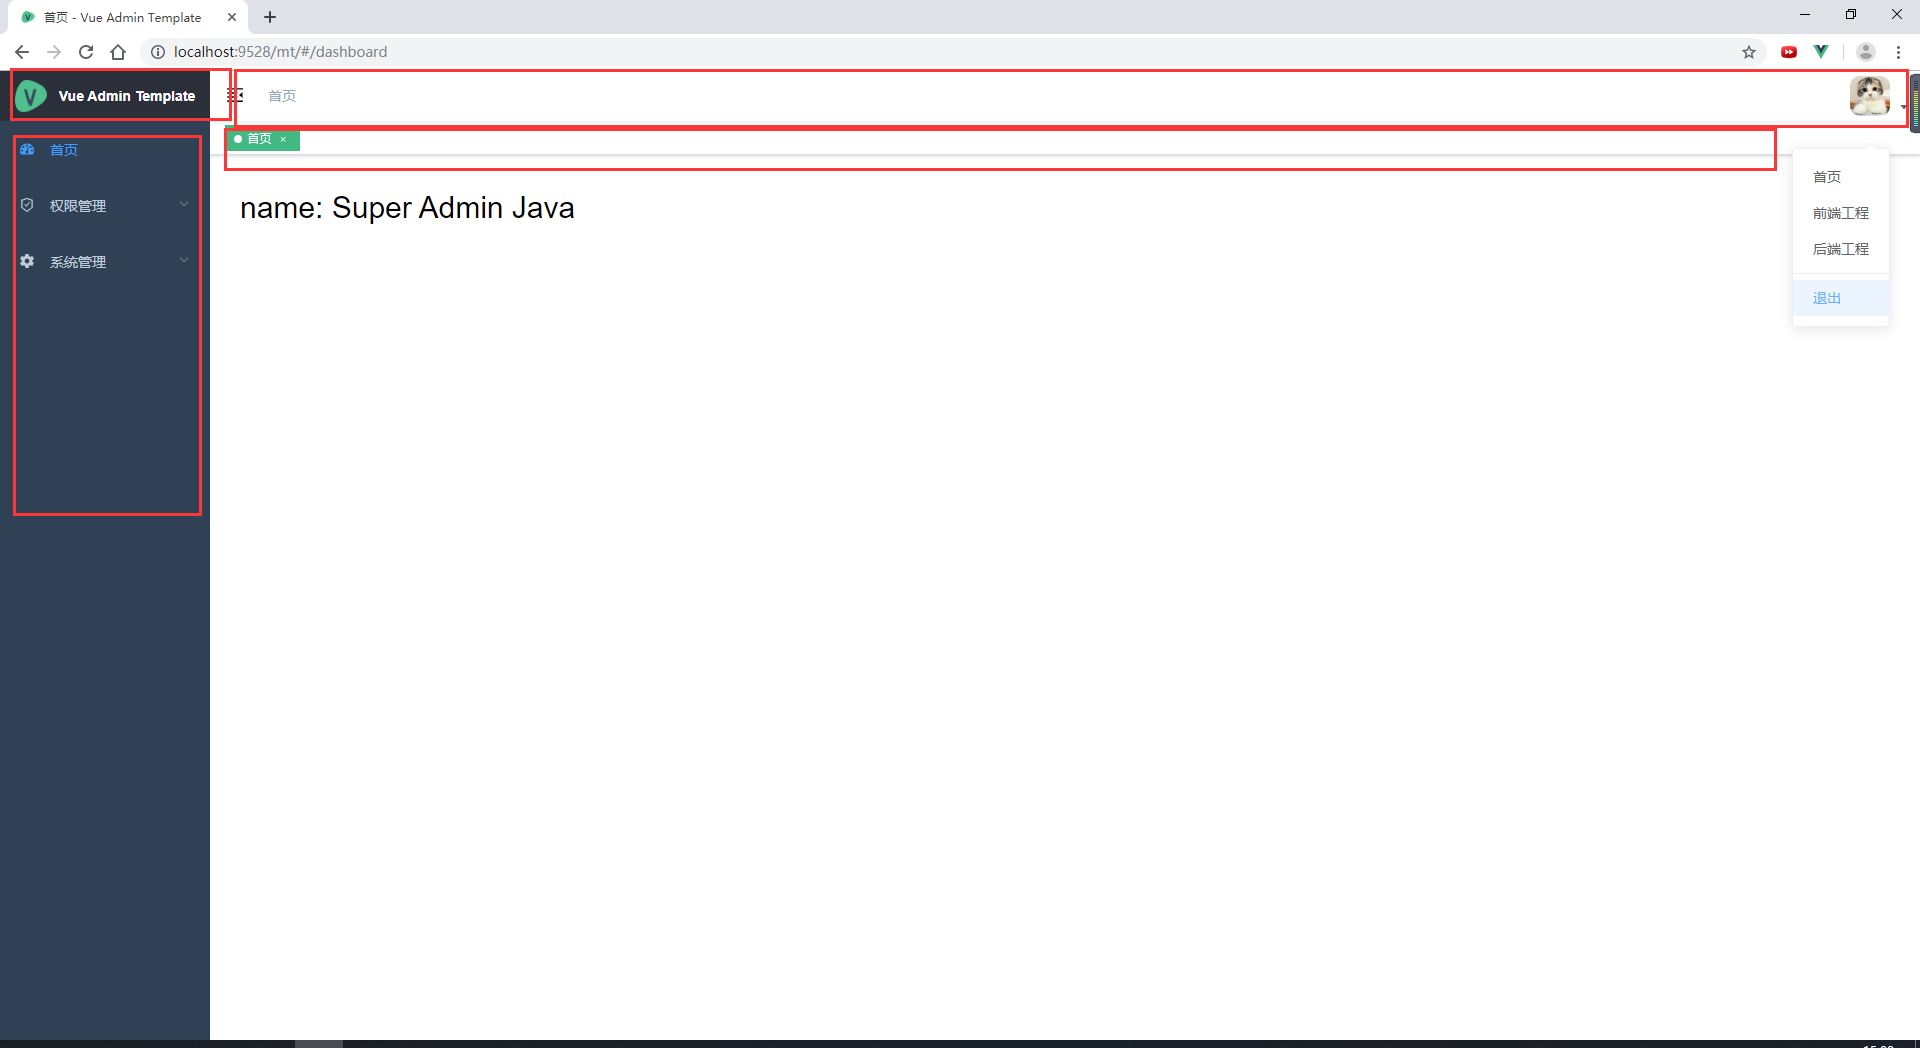 首页 - Vue Admin Template
localhost:9528/mt/#/dashboard
Vue Admin Template
首页
首页
首页
权限管理
系统管理
name: Super Admin Java
首页
前端工程
后端工程
退出